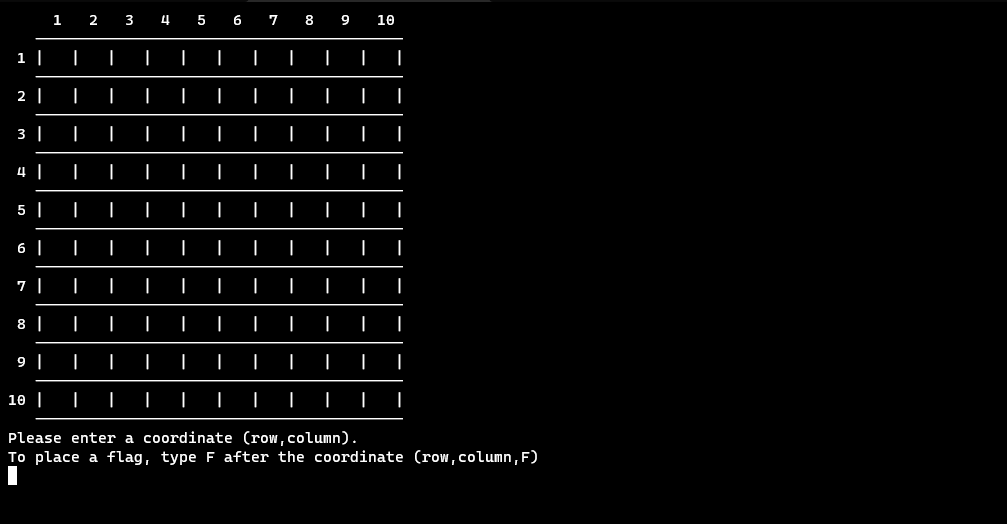 1 2 3 4 5 6 7 8 9 10
1 | | | | | | | | | | |
2 | | | | | | | | | | |
3 | | | | | | | | | | |
4 | | | | | | | | | | |
5 | | | | | | | | | | |
6 | | | | | | | | | | |
7 | | | | | | | | | | |
8 | | | | | | | | | | |
9 | | | | | | | | | | |
10 | | | | | | | | | | |
Please enter a coordinate (row,column).
To place a flag, type F after the coordinate (row,column,F)